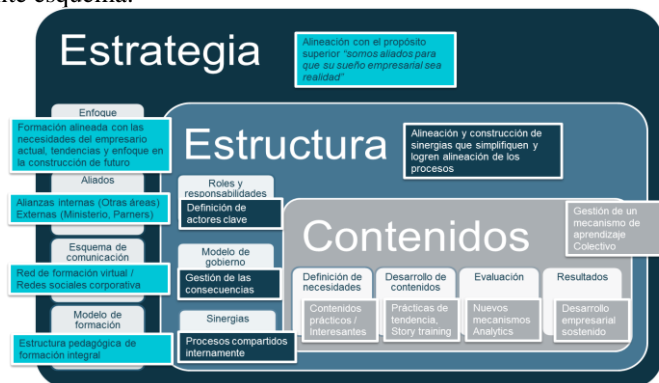 te esquema:
Estrategia
Alineación con el propósito
superior "somos aliados para
que su sueño empresarial sea
realidad"
Enfoque
Formación alineada con las
necesidades del empresario
actual, tendencias y enfoque en
la construcción de futuro
Aliados
Alianzas internas (Otras áreas)
Externas (Ministerio, Parners)
Esquema de
comunicación
Red de formación virtual /
Redes sociales corporativa
Modelo de
formación
Estructura pedagógica de
formación integral
Estructura
Alineación y construcción de
sinergias que simplifiquen y
logren alineación de los
procesos
Roles y
responsabilidades
Definición de
actores clave
Modelo de
gobierno
Gestión de las
consecuencias
Sinergias
Procesos compartidos
internamente
Contenidos
Gestión de un
mecanismo de
aprendizaje
Colectivo
Definición de
necesidades
Contenidos
prácticos /
Interesantes
Desarrollo de
contenidos
Prácticas de
tendencia,
Story training
Evaluación
Nuevos
mecanismos
Analytics
Resultados
Desarrollo
empresarial
sostenido